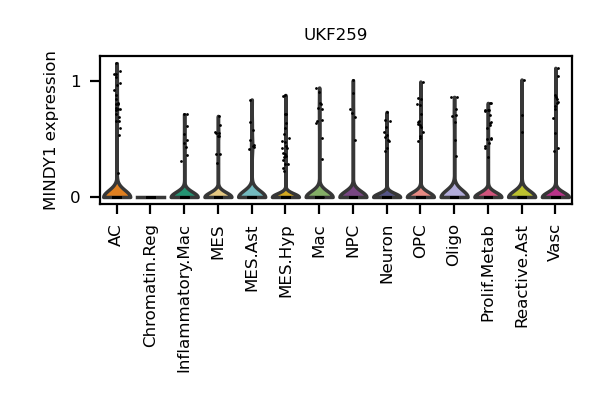 UKF259
MINDY1 expression
1
0
AC
Chromatin.Reg
Inflammatory.Mac
MES
MES.Ast
MES.Hyp
Mac
NPC
Neuron
OPC
Oligo
Prolif.Metab
Reactive.Ast
Vasc